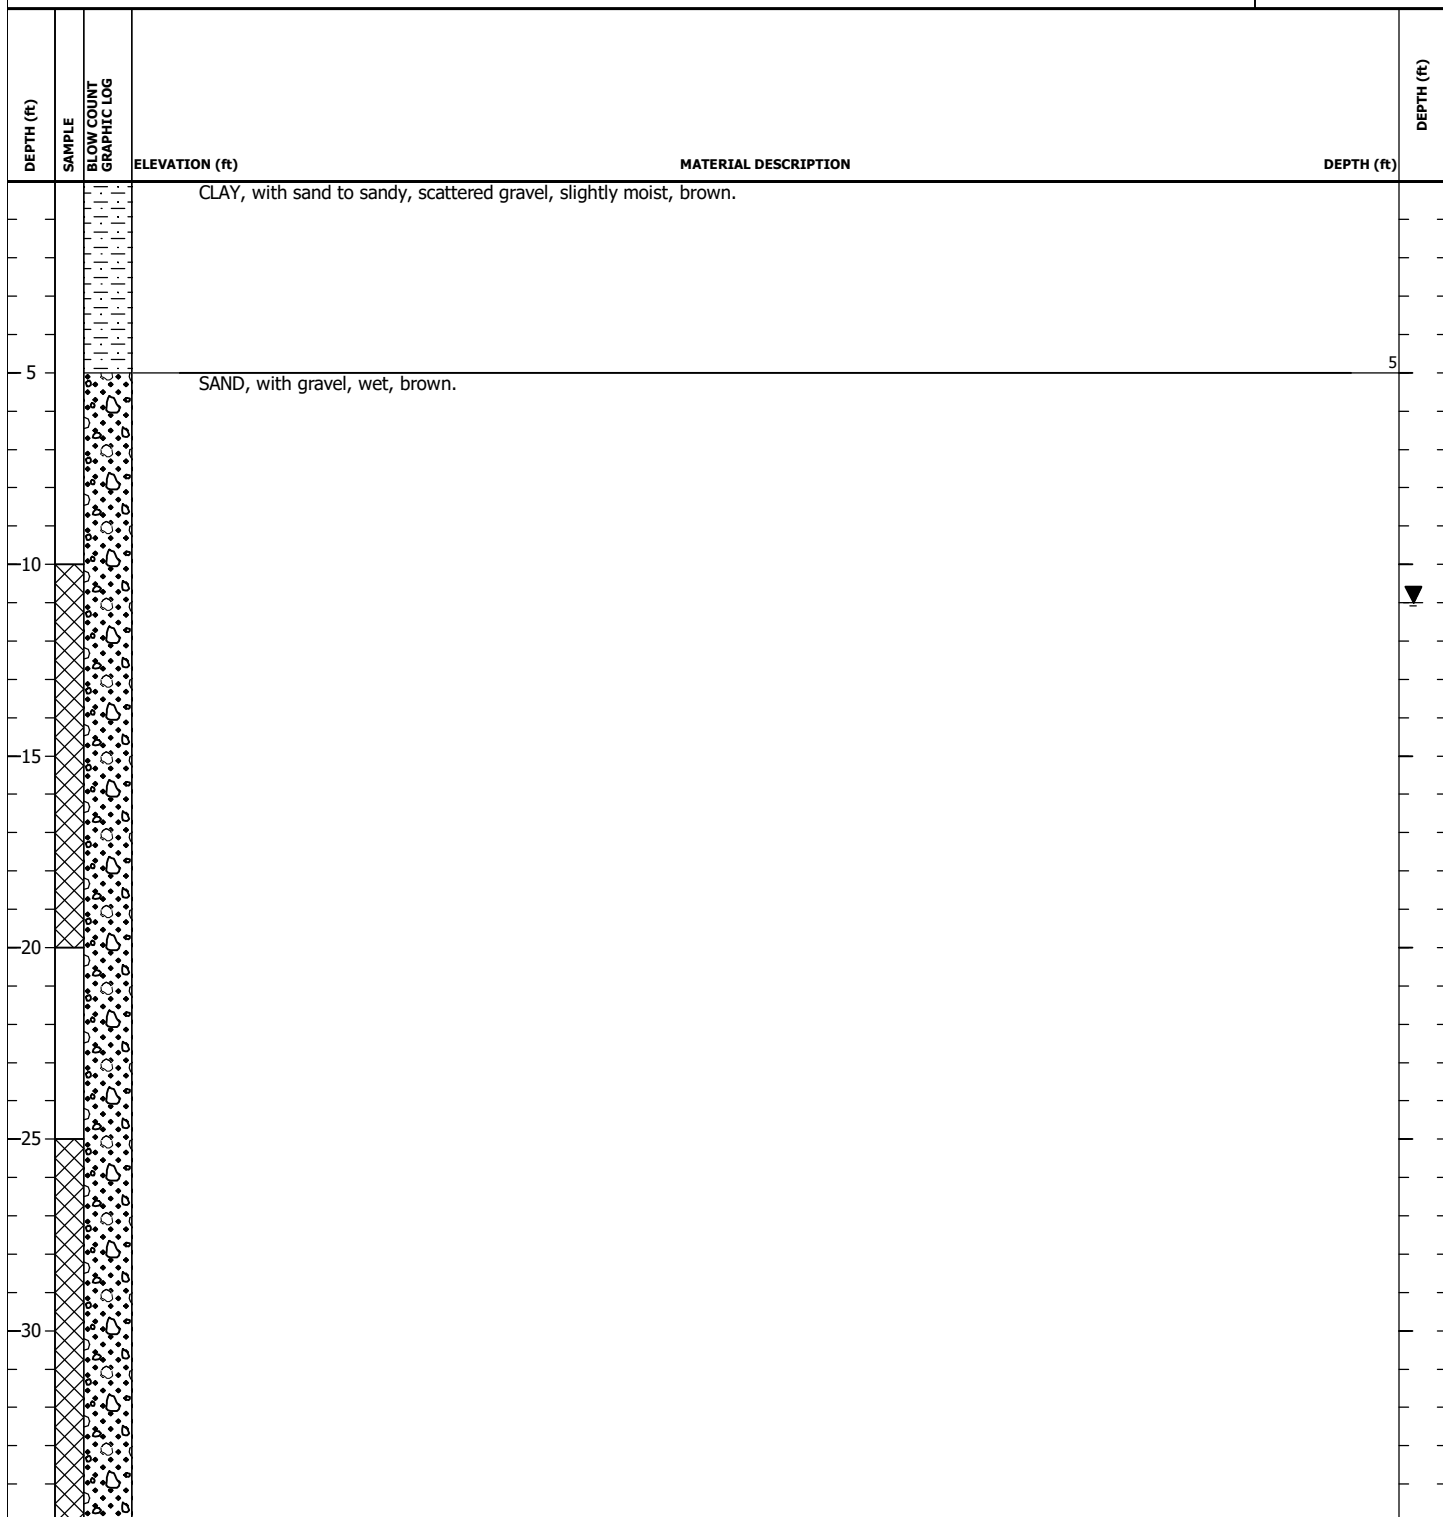 DEPTH (ft)
SAMPLE
BLOW COUNT
GRAPHIC LOG
ELEVATION (ft)
MATERIAL DESCRIPTION
DEPTH (ft)
DEPTH (ft)
CLAY, with sand to sandy, scattered gravel, slightly moist, brown.
5
5
SAND, with gravel, wet, brown.
10
15
20
25
30